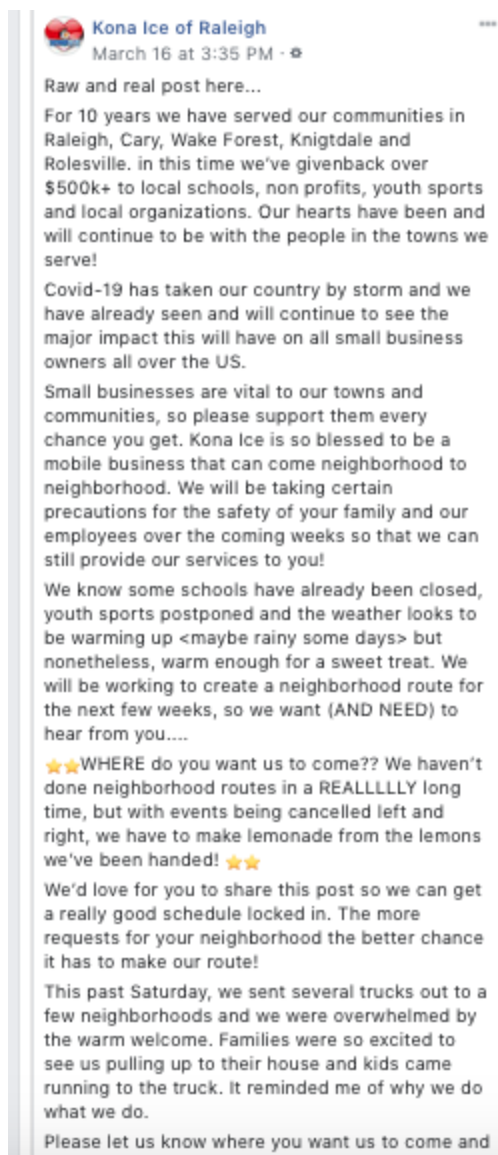 Kona Ice of Raleigh
March 16 at 3:35 PM ·
Raw and real post here...
For 10 years we have served our communities in
Raleigh, Cary, Wake Forest, Knigtdale and
Rolesville. in this time we've givenback over
$500k+ to local schools, non profits, youth sports
and local organizations. Our hearts have been and
will continue to be with the people in the towns we
serve!
Covid-19 has taken our country by storm and we
have already seen and will continue to see the
major impact this will have on all small business
owners all over the US.
Small businesses are vital to our towns and
communities, so please support them every
chance you get. Kona Ice is so blessed to be a
mobile business that can come neighborhood to
neighborhood. We will be taking certain
precautions for the safety of your family and our
employees over the coming weeks so that we can
still provide our services to you!
We know some schools have already been closed,
youth sports postponed and the weather looks to
be warming up <maybe rainy some days> but
nonetheless, warm enough for a sweet treat. We
will be working to create a neighborhood route for
the next few weeks, so we want (AND NEED) to
hear from you....
⭐⭐WHERE do you want us to come?? We haven't
done neighborhood routes in a REALLLLLY long
time, but with events being cancelled left and
right, we have to make lemonade from the lemons
we've been handed! ⭐⭐
We'd love for you to share this post so we can get
a really good schedule locked in. The more
requests for your neighborhood the better chance
it has to make our route!
This past Saturday, we sent several trucks out to a
few neighborhoods and we were overwhelmed by
the warm welcome. Families were so excited to
see us pulling up to their house and kids came
running to the truck. It reminded me of why we do
what we do.
Please let us know where you want us to come and